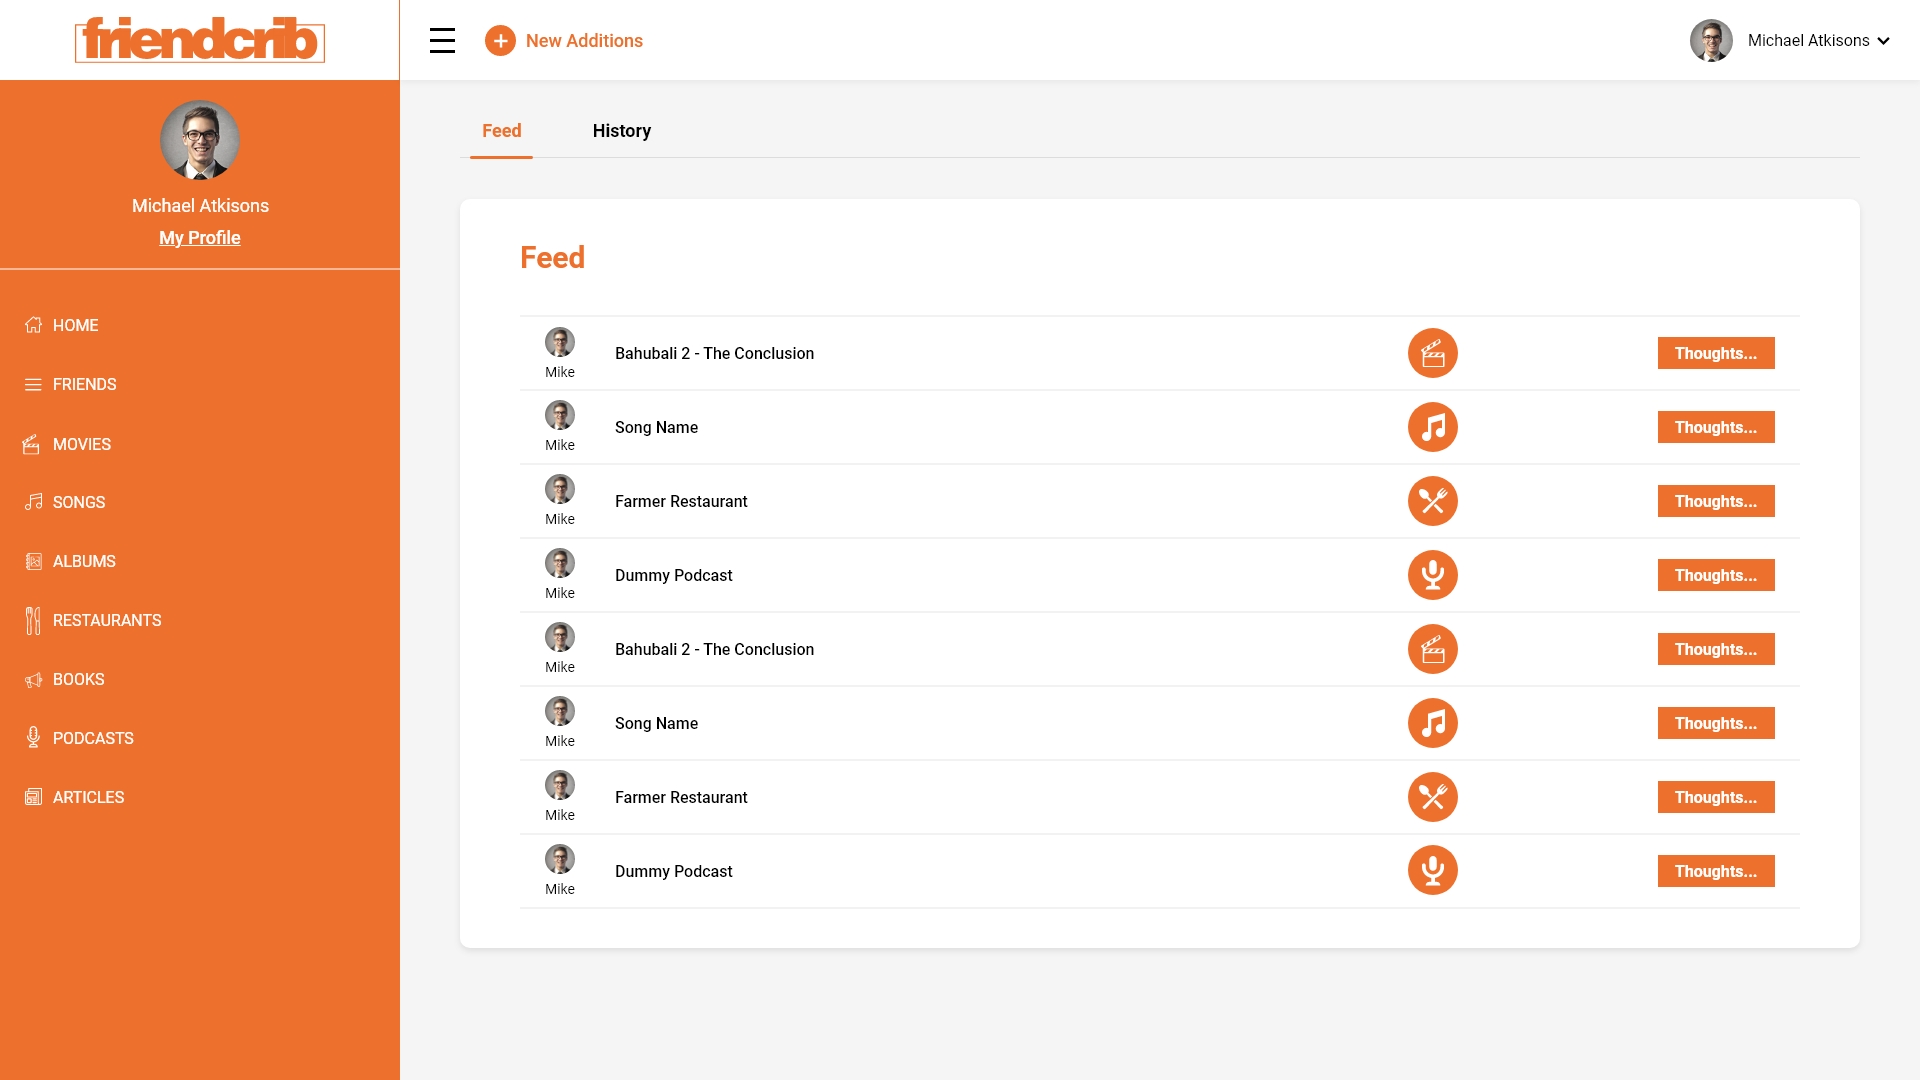 friendcrib
New Additions
Michael Atkisons
Michael Atkisons
My Profile
HOME
FRIENDS
MOVIES
SONGS
ALBUMS
RESTAURANTS
BOOKS
PODCASTS
ARTICLES
Feed History
Feed
Mike Bahubali 2 - The Conclusion Thoughts...
Mike Song Name Thoughts...
Mike Farmer Restaurant Thoughts...
Mike Dummy Podcast Thoughts...
Mike Bahubali 2 - The Conclusion Thoughts...
Mike Song Name Thoughts...
Mike Farmer Restaurant Thoughts...
Mike Dummy Podcast Thoughts...